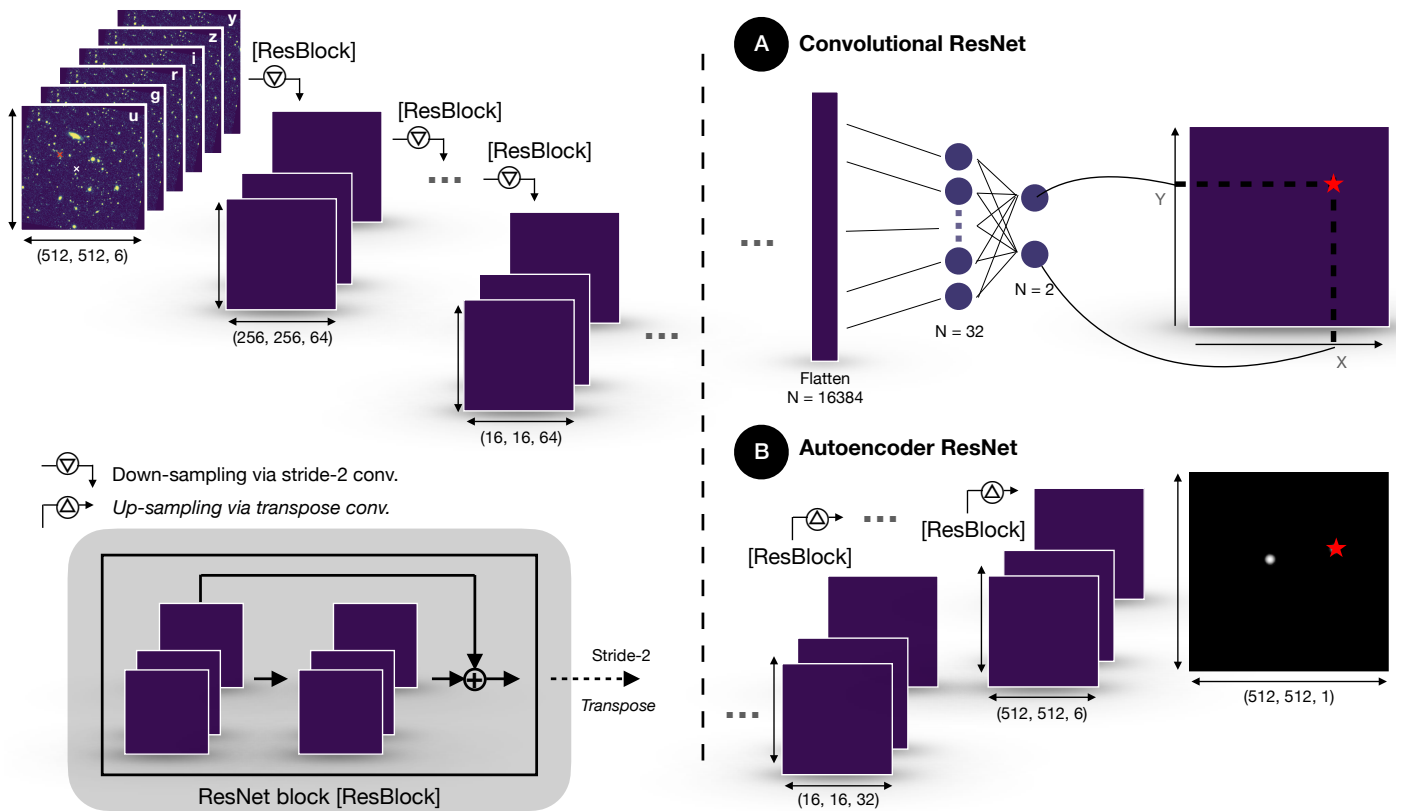 y
z
i
r
g
u
(512, 512, 6)
[ResBlock]
(256, 256, 64)
[ResBlock]
[ResBlock]
(16, 16, 64)
Down-sampling via stride-2 conv.
Up-sampling via transpose conv.
Stride-2
Transpose
ResNet block [ResBlock]
A Convolutional ResNet
Flatten
N = 16384
N = 32
N = 2
Y
X
B Autoencoder ResNet
[ResBlock]
(16, 16, 32)
[ResBlock]
(512, 512, 6)
(512, 512, 1)